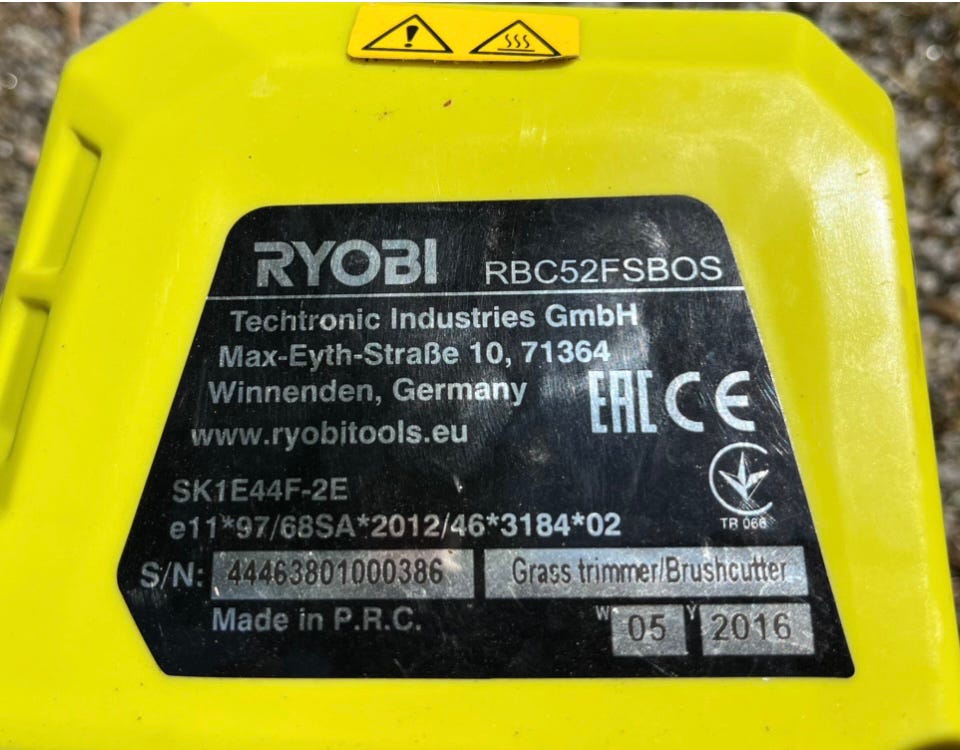 RYOBI RBC52FSBOS
Techtronic Industries GmbH
Max-Eyth-Straße 10, 71364
Winnenden, Germany
EAC CE
www.ryobitools.eu
SK1E44F-2E
TR 066
e11*97/68SA*2012/46*3184*02
S/N: 44463801000386 Grass trimmer/Brushcutter
Made in P.R.C. W 05 Y 2016